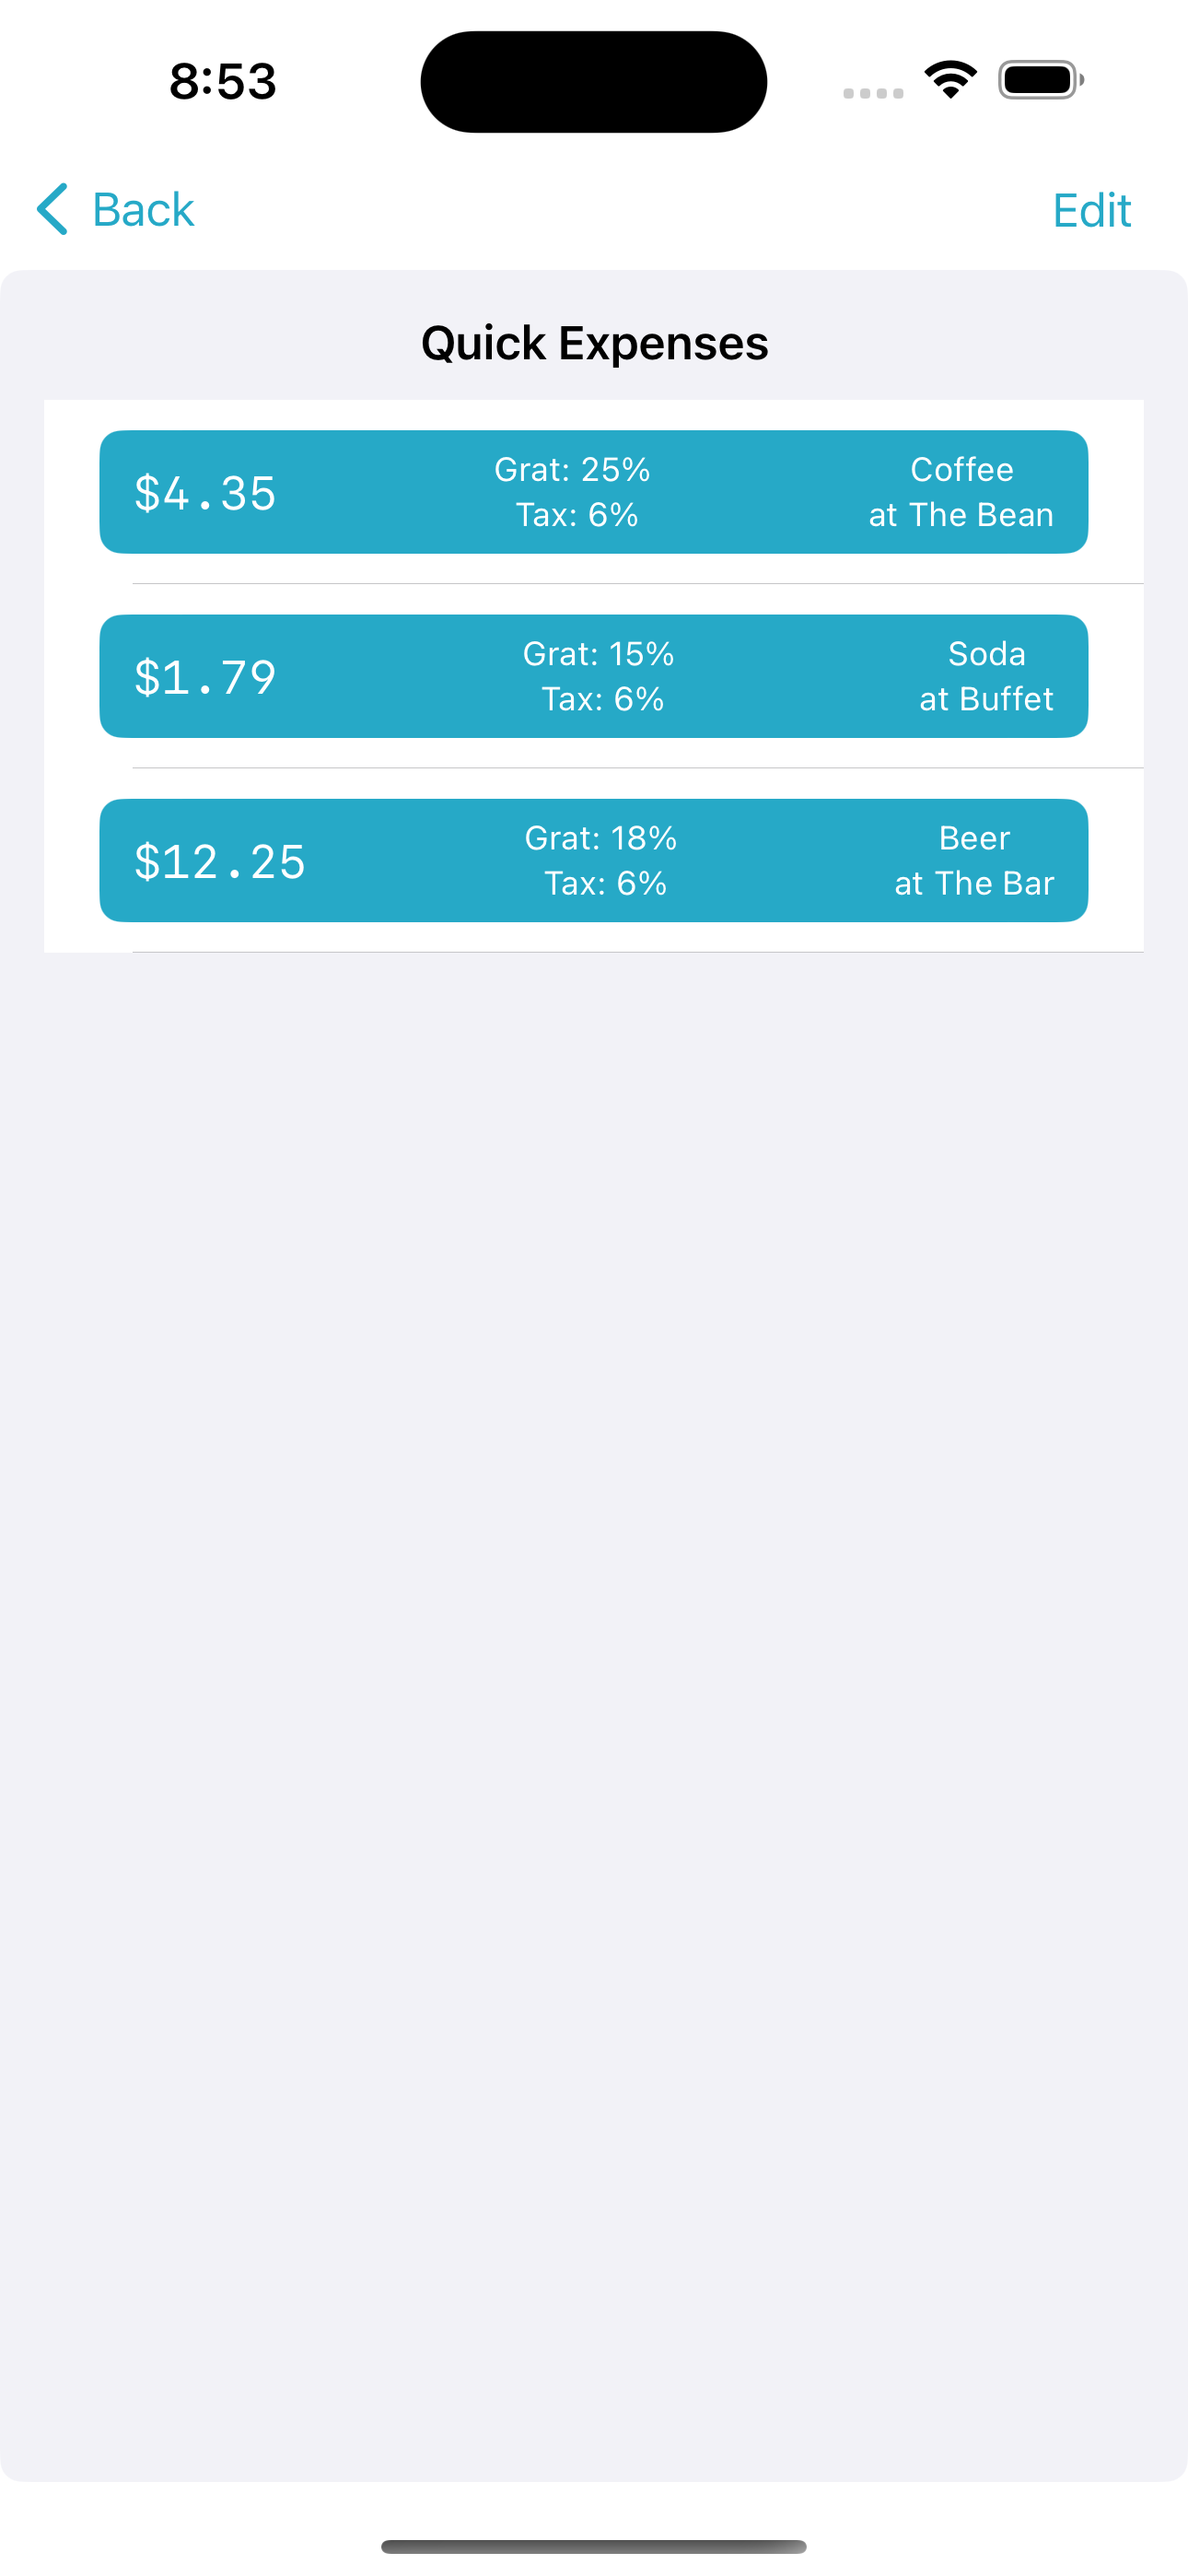 8:53
Back
Edit
Quick Expenses
$4.35
Grat: 25%
Tax: 6%
Coffee
at The Bean
$1.79
Grat: 15%
Tax: 6%
Soda
at Buffet
$12.25
Grat: 18%
Tax: 6%
Beer
at The Bar